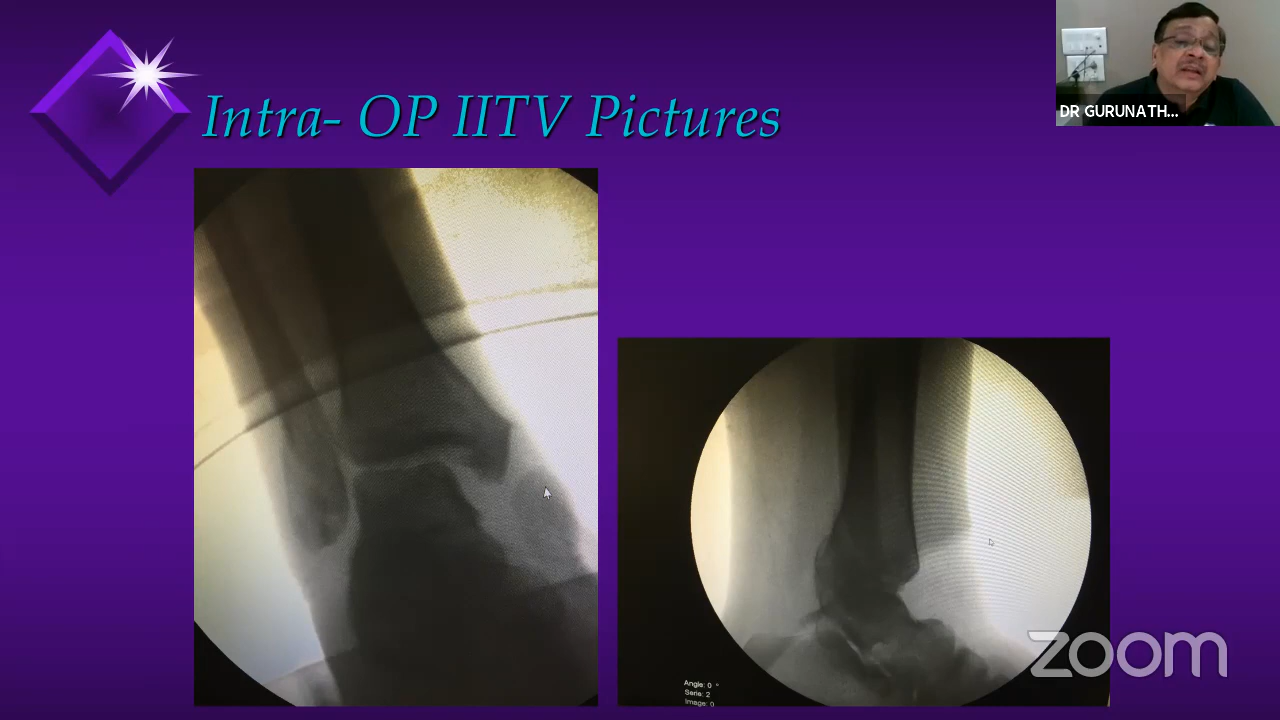 Intra- OP IITV Pictures
DR GURUNATH...
Angle: 0 °
Serie: 2
Image: 0
zoom